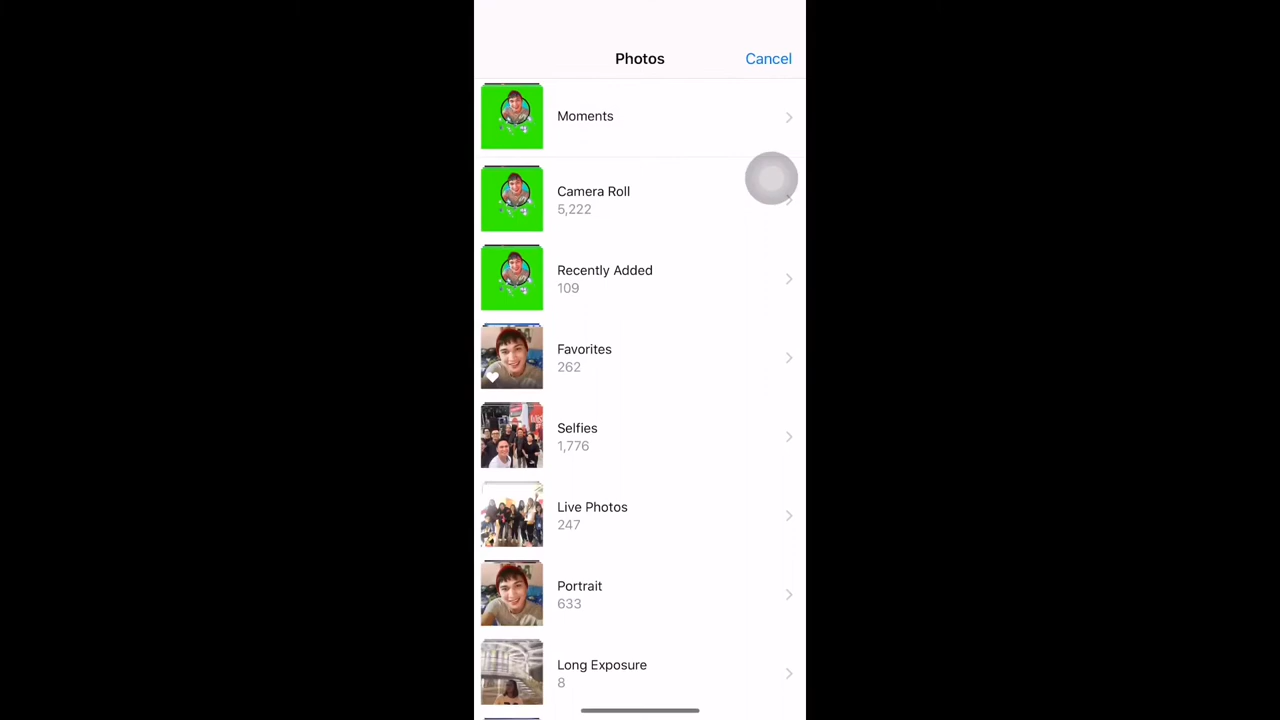 Photos
Cancel
Moments
Camera Roll
5,222
Recently Added
109
Favorites
262
Selfies
1,776
Live Photos
247
Portrait
633
Long Exposure
8